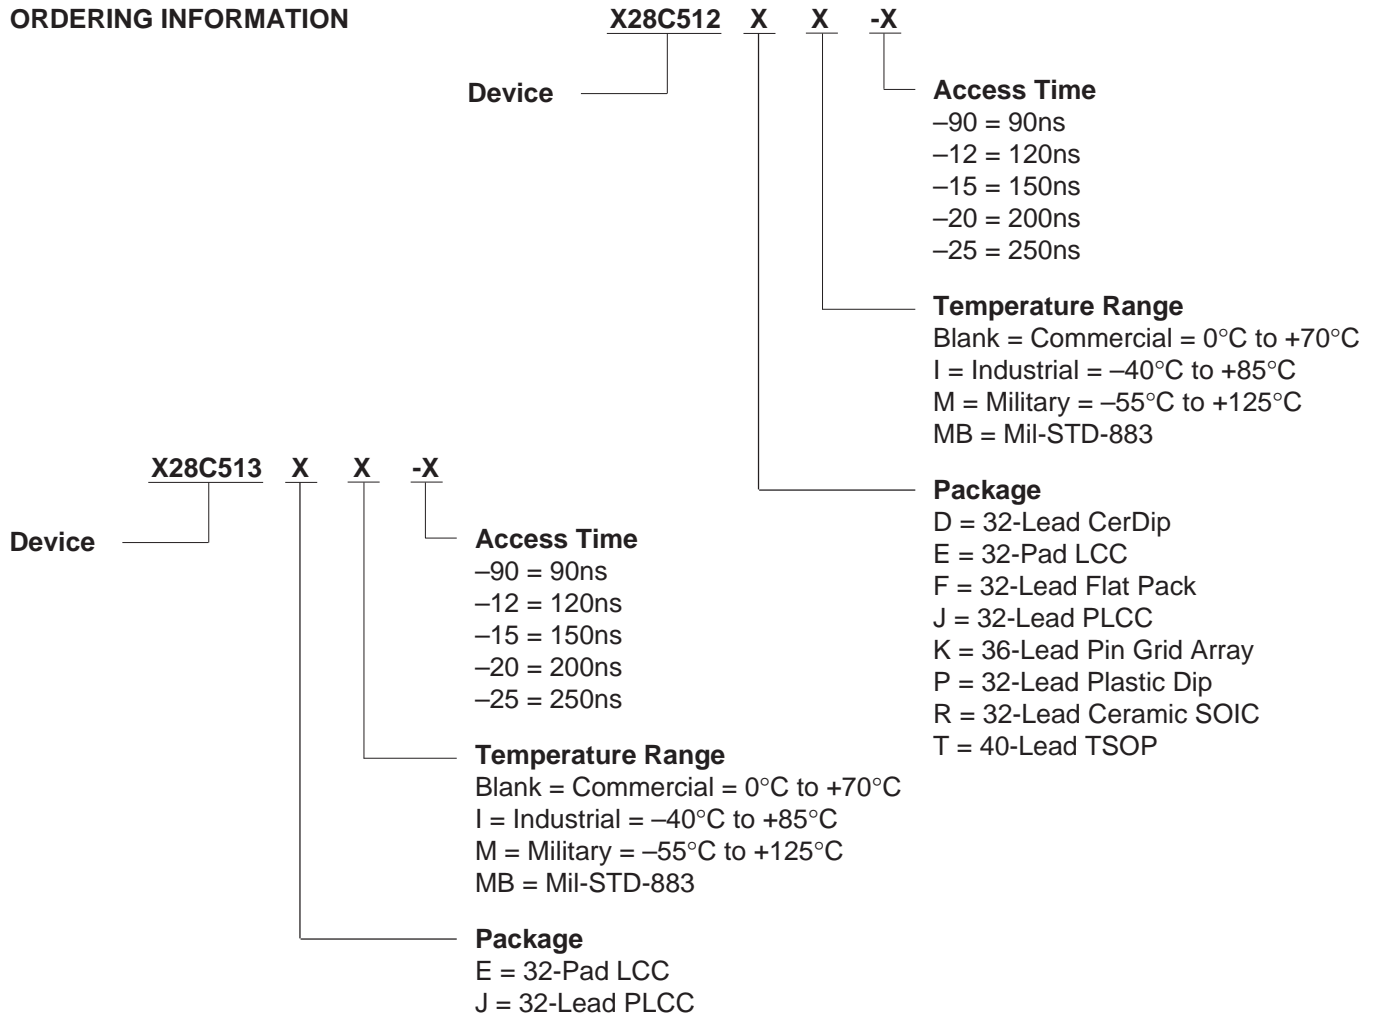 ORDERING INFORMATION
X28C512 X X -X
Device
Access Time
–90 = 90ns
–12 = 120ns
–15 = 150ns
–20 = 200ns
–25 = 250ns
Temperature Range
Blank = Commercial = 0°C to +70°C
I = Industrial = –40°C to +85°C
M = Military = –55°C to +125°C
MB = Mil-STD-883
Package
D = 32-Lead CerDip
E = 32-Pad LCC
F = 32-Lead Flat Pack
J = 32-Lead PLCC
K = 36-Lead Pin Grid Array
P = 32-Lead Plastic Dip
R = 32-Lead Ceramic SOIC
T = 40-Lead TSOP
X28C513 X X -X
Device
Access Time
–90 = 90ns
–12 = 120ns
–15 = 150ns
–20 = 200ns
–25 = 250ns
Temperature Range
Blank = Commercial = 0°C to +70°C
I = Industrial = –40°C to +85°C
M = Military = –55°C to +125°C
MB = Mil-STD-883
Package
E = 32-Pad LCC
J = 32-Lead PLCC